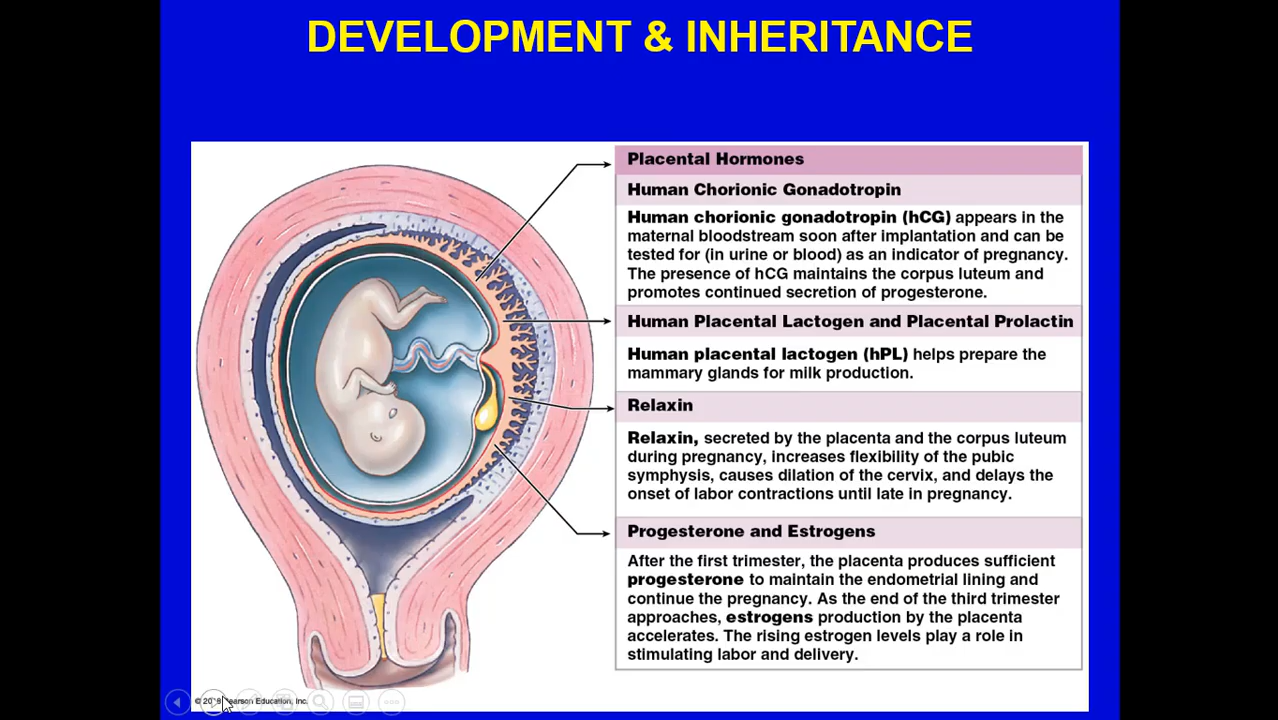 DEVELOPMENT & INHERITANCE
Placental Hormones
Human Chorionic Gonadotropin
Human chorionic gonadotropin (hCG) appears in the
maternal bloodstream soon after implantation and can be
tested for (in urine or blood) as an indicator of pregnancy.
The presence of hCG maintains the corpus luteum and
promotes continued secretion of progesterone.
Human Placental Lactogen and Placental Prolactin
Human placental lactogen (hPL) helps prepare the
mammary glands for milk production.
Relaxin
Relaxin, secreted by the placenta and the corpus luteum
during pregnancy, increases flexibility of the pubic
symphysis, causes dilation of the cervix, and delays the
onset of labor contractions until late in pregnancy.
Progesterone and Estrogens
After the first trimester, the placenta produces sufficient
progesterone to maintain the endometrial lining and
continue the pregnancy. As the end of the third trimester
approaches, estrogens production by the placenta
accelerates. The rising estrogen levels play a role in
stimulating labor and delivery.
© Pearson Education, Inc.